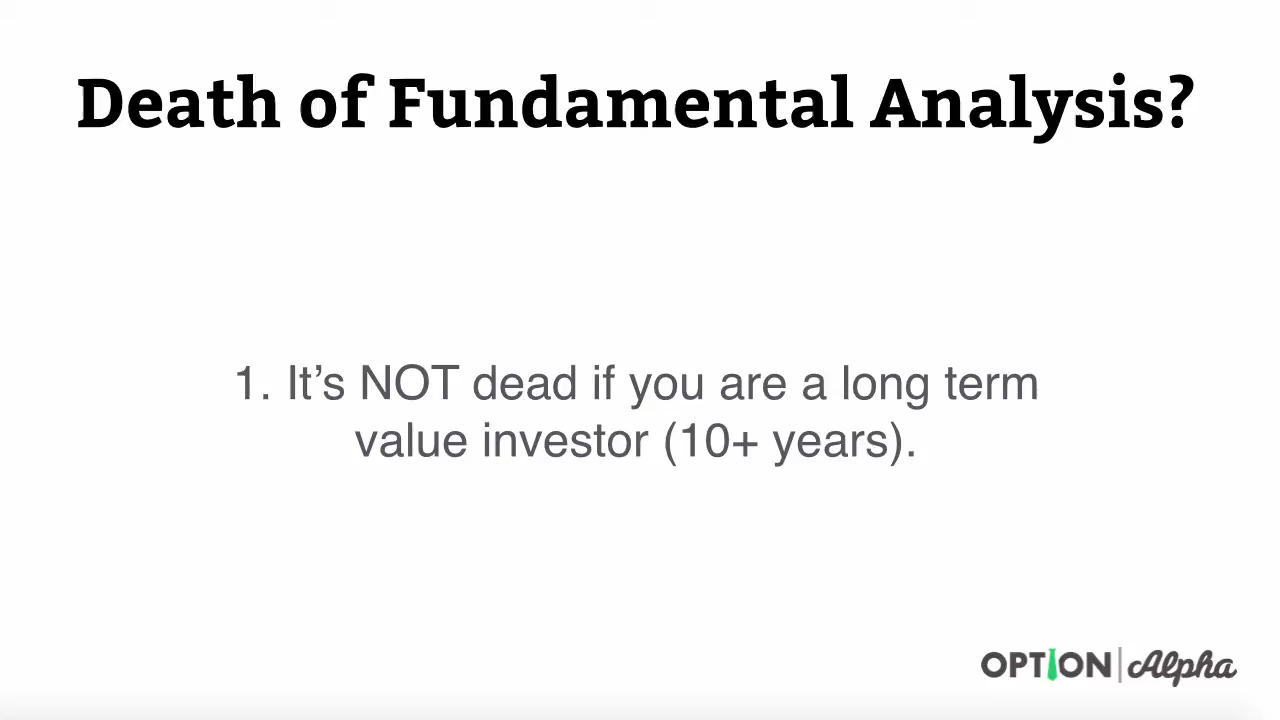 Death of Fundamental Analysis?
1. It’s NOT dead if you are a long term
value investor (10+ years).
OPTION | Alpha